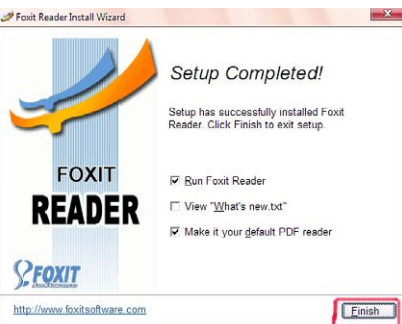 Foxit Reader Install Wizard
Setup Completed!
Setup has successfully installed Foxit
Reader. Click Finish to exit setup.
FOXIT
READER
Run Foxit Reader
View "What's new.txt"
Make it your default PDF reader
FOXIT
http://www.foxitsoftware.com
Finish